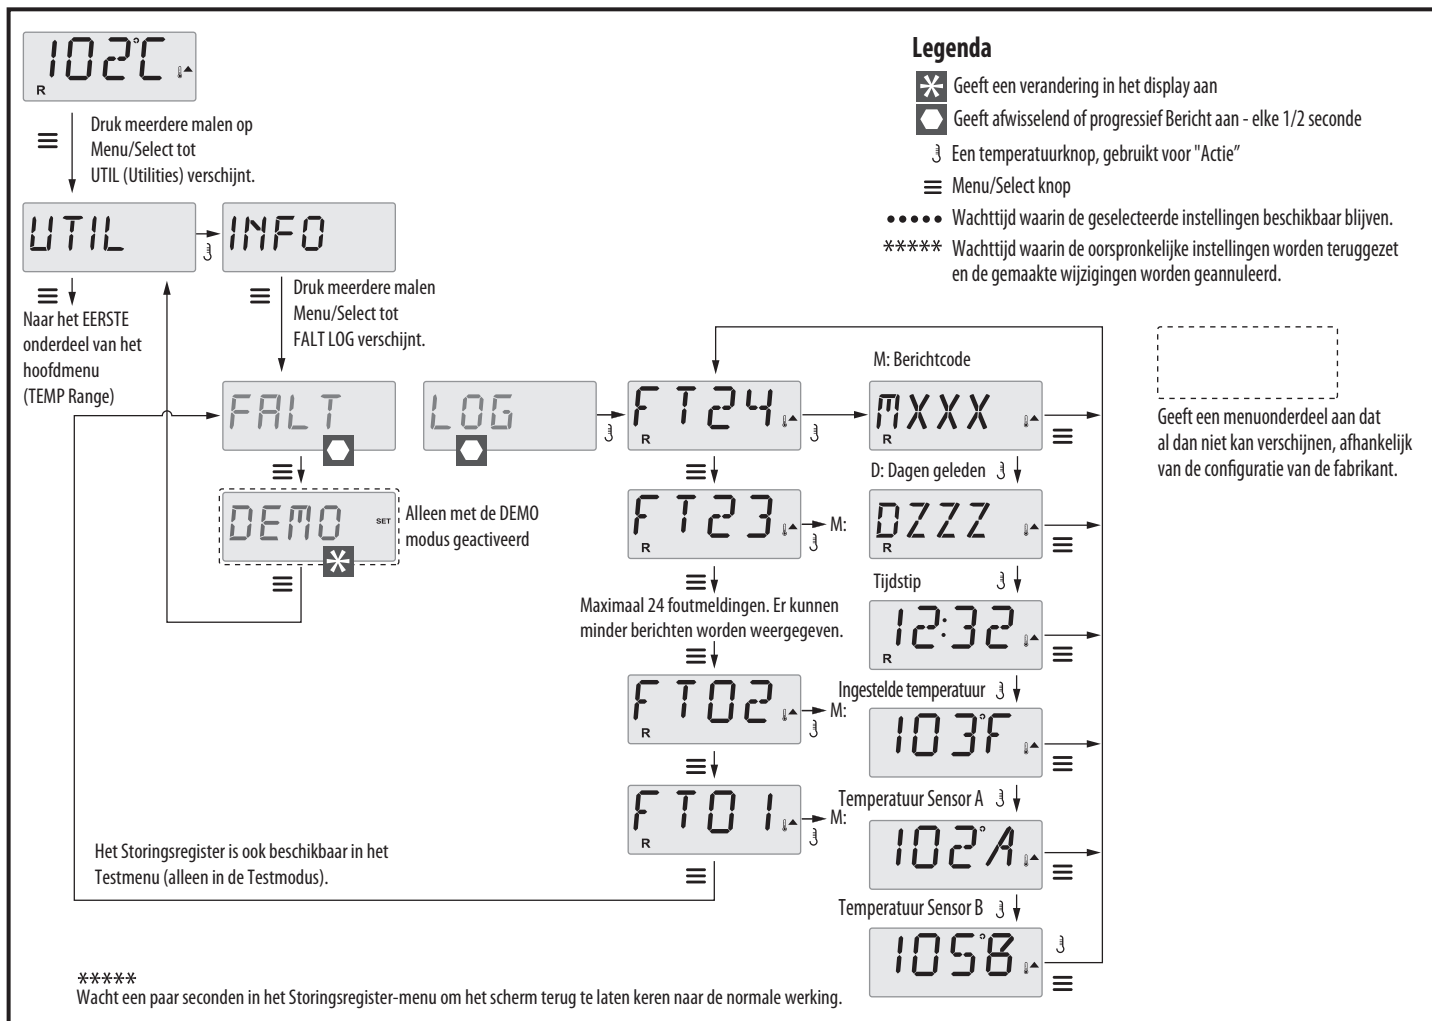 102°C
R
Druk meerdere malen op
Menu/Select tot
UTIL (Utilities) verschijnt.
UTIL
INFO
Naar het EERSTE
onderdeel van het
hoofdmenu
(TEMP Range)
Druk meerdere malen
Menu/Select tot
FALT LOG verschijnt.
FALT
LOG
DEMO
SET
Alleen met de DEMO
modus geactiveerd
Legenda
Geeft een verandering in het display aan
Geeft afwisselend of progressief Bericht aan - elke 1/2 seconde
Een temperatuurknop, gebruikt voor "Actie”
Menu/Select knop
••••• Wachttijd waarin de geselecteerde instellingen beschikbaar blijven.
***** Wachttijd waarin de oorspronkelijke instellingen worden teruggezet
en de gemaakte wijzigingen worden geannuleerd.
Geeft een menuonderdeel aan dat
al dan niet kan verschijnen, afhankelijk
van de configuratie van de fabrikant.
FT24
R
FT23
R
M:
Maximaal 24 foutmeldingen. Er kunnen
minder berichten worden weergegeven.
FT02
R
M:
FT01
R
M:
M: Berichtcode
MXXX
R
D: Dagen geleden
DZZZ
R
Tijdstip
12:32
R
Ingestelde temperatuur
103°F
Temperatuur Sensor A
102°A
Temperatuur Sensor B
105°B
Het Storingsregister is ook beschikbaar in het
Testmenu (alleen in de Testmodus).
*****
Wacht een paar seconden in het Storingsregister-menu om het scherm terug te laten keren naar de normale werking.